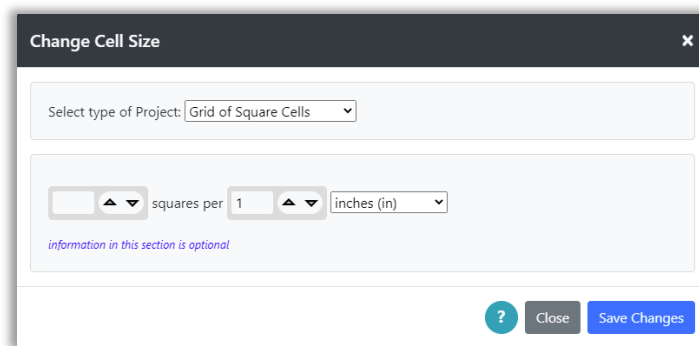 Change Cell Size ×
Select type of Project: Grid of Square Cells
squares per 1 inches (in)
information in this section is optional
? Close Save Changes